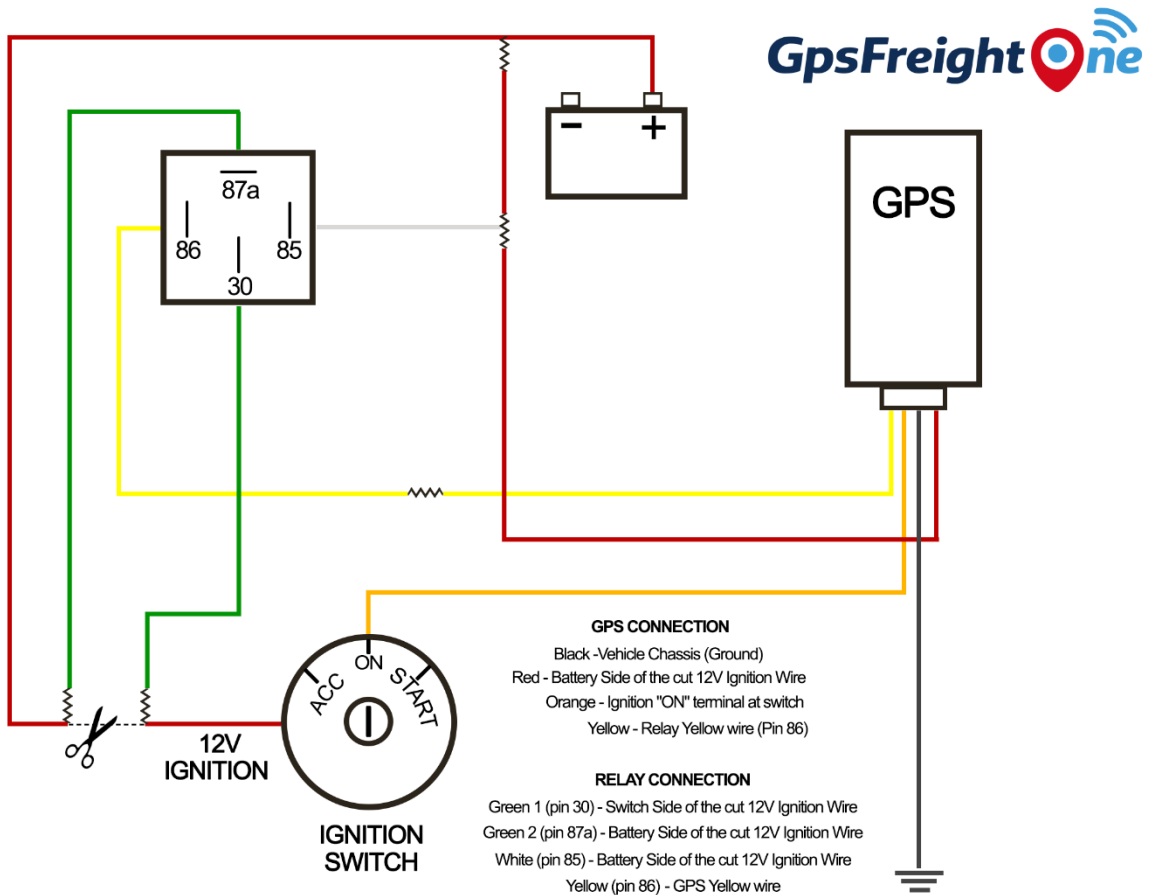 GpsFreight One
87a
86
85
30
-
+
GPS
ACC
ON
START
12V
IGNITION
IGNITION
SWITCH
GPS CONNECTION
Black -Vehicle Chassis (Ground)
Red - Battery Side of the cut 12V Ignition Wire
Orange - Ignition "ON" terminal at switch
Yellow - Relay Yellow wire (Pin 86)
RELAY CONNECTION
Green 1 (pin 30) - Switch Side of the cut 12V Ignition Wire
Green 2 (pin 87a) - Battery Side of the cut 12V Ignition Wire
White (pin 85) - Battery Side of the cut 12V Ignition Wire
Yellow (pin 86) - GPS Yellow wire